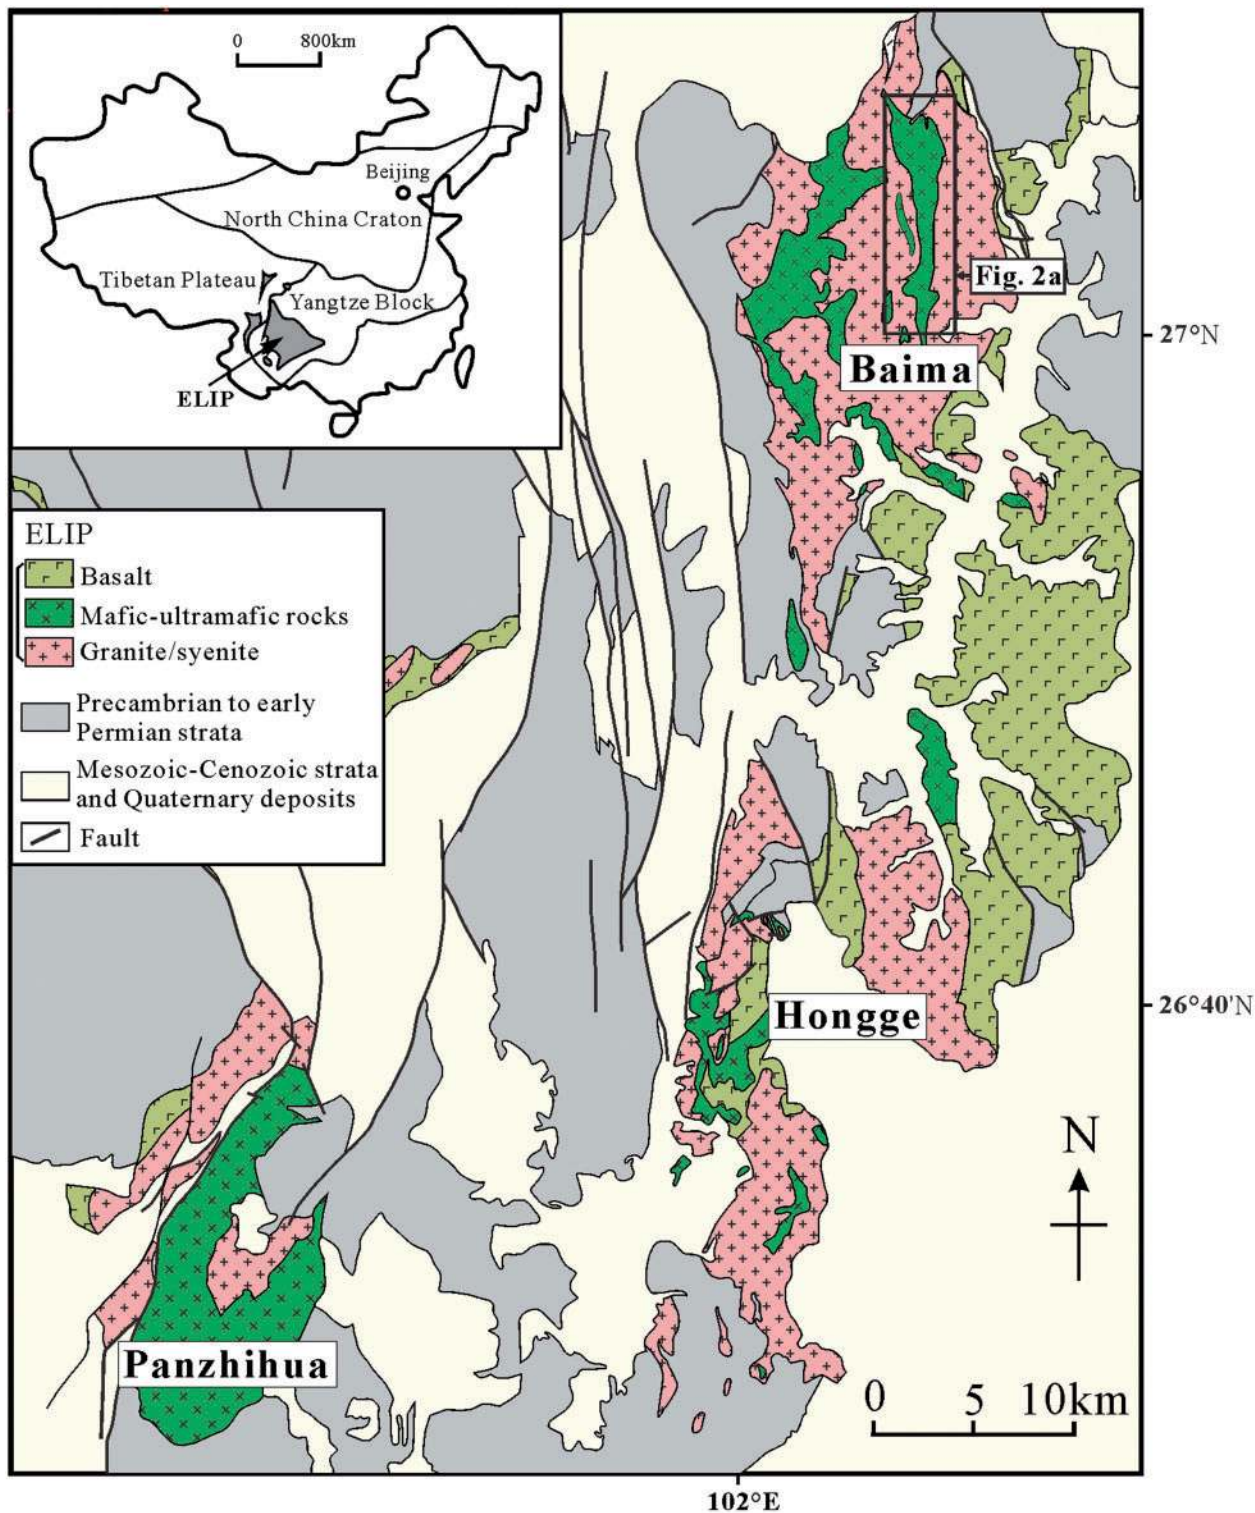 0 800km
Beijing
North China Craton
Tibetan Plateau
Yangtze Block
ELIP
Fig. 2a
27°N
Baima
ELIP
Basalt
Mafic-ultramafic rocks
Granite/syenite
Precambrian to early
Permian strata
Mesozoic-Cenozoic strata
and Quaternary deposits
Fault
Hongge
26°40'N
N
Panzhihua
0 5 10km
102°E